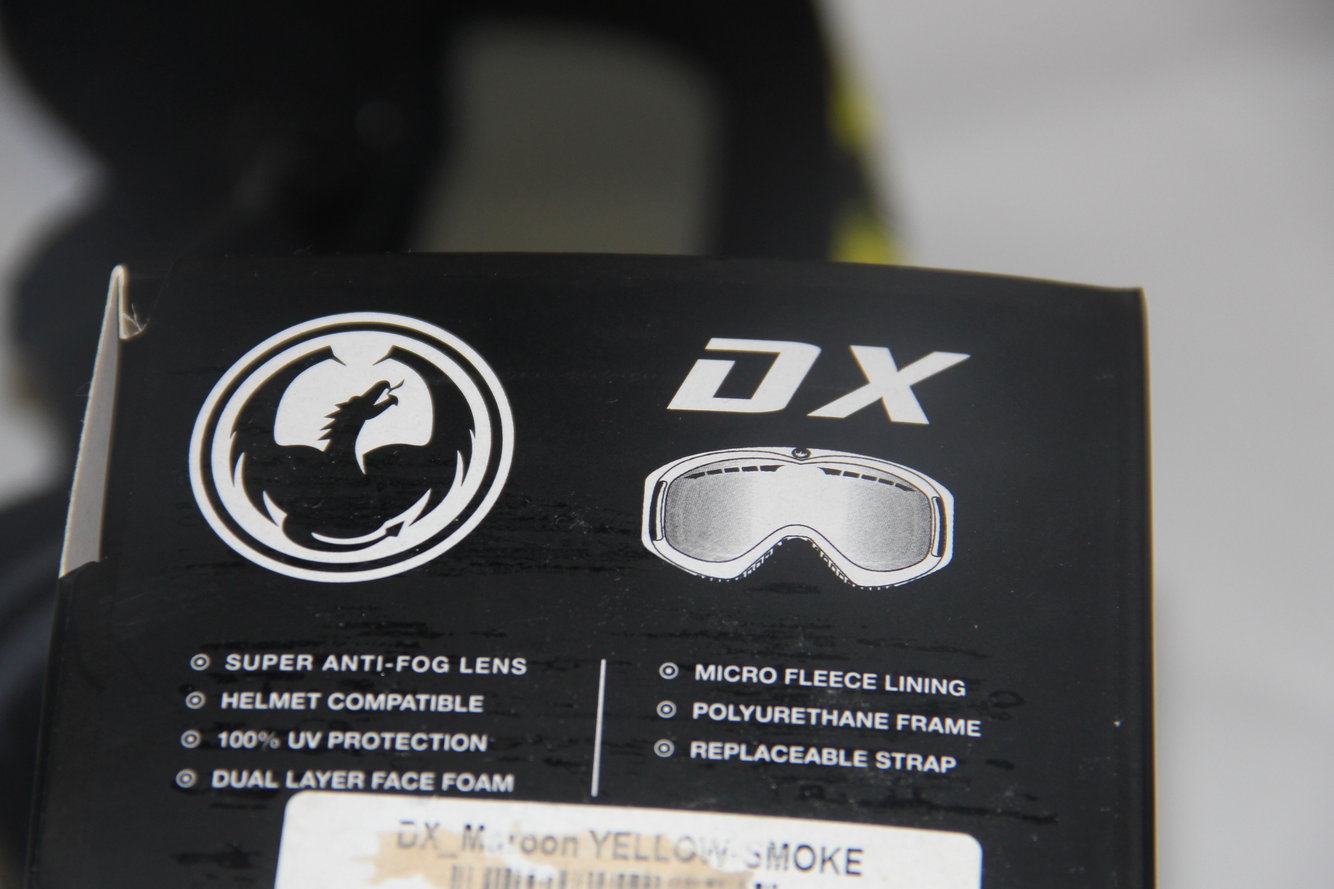 DX
SUPER ANTI-FOG LENS
HELMET COMPATIBLE
100% UV PROTECTION
DUAL LAYER FACE FOAM
MICRO FLEECE LINING
POLYURETHANE FRAME
REPLACEABLE STRAP
DX_Maroon YELLOW-SMOKE